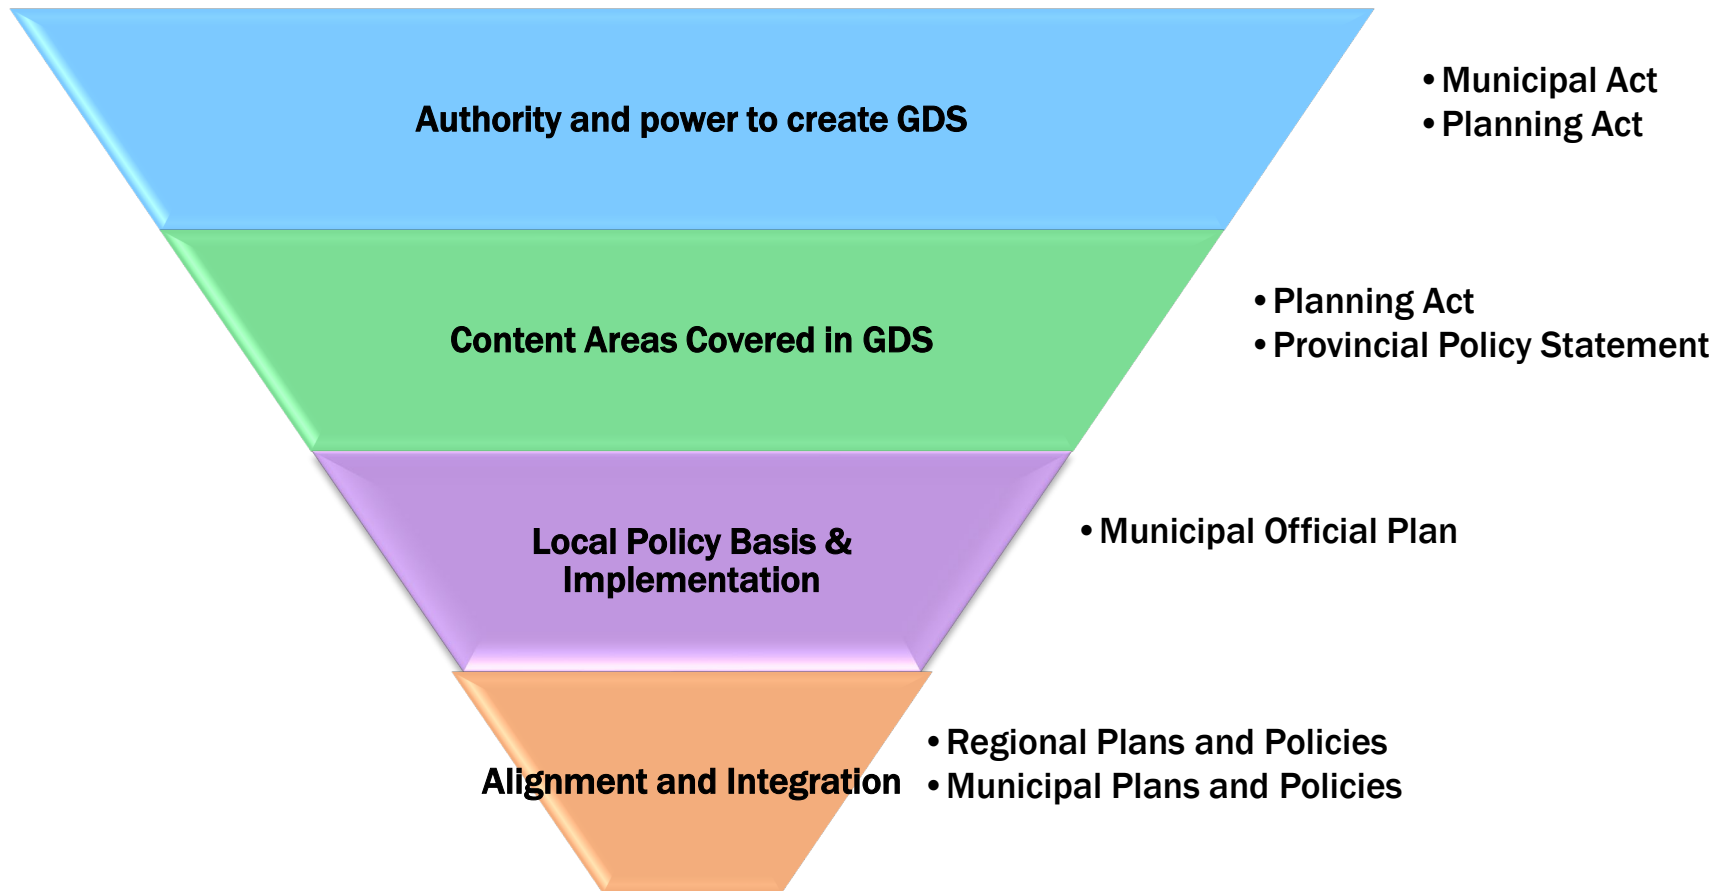 Authority and power to create GDS
•Municipal Act
•Planning Act
Content Areas Covered in GDS
•Planning Act
•Provincial Policy Statement
Local Policy Basis &
Implementation
•Municipal Official Plan
Alignment and Integration
•Regional Plans and Policies
•Municipal Plans and Policies